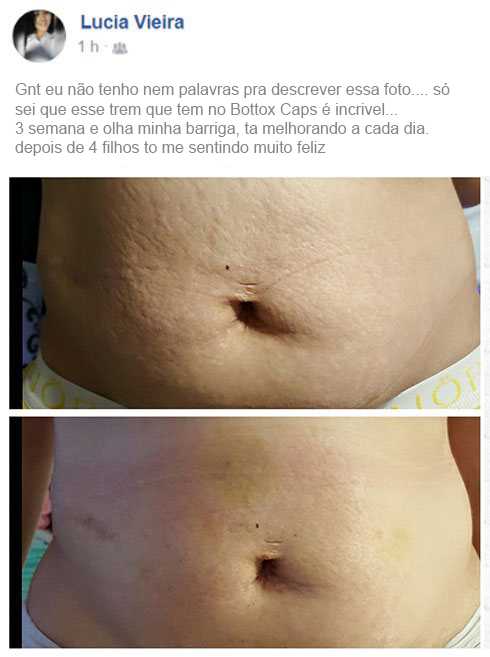 Lucia Vieira
1 h ·
Gnt eu não tenho nem palavras pra descrever essa foto.... só
sei que esse trem que tem no Bottox Caps é incrivel...
3 semana e olha minha barriga, ta melhorando a cada dia.
depois de 4 filhos to me sentindo muito feliz